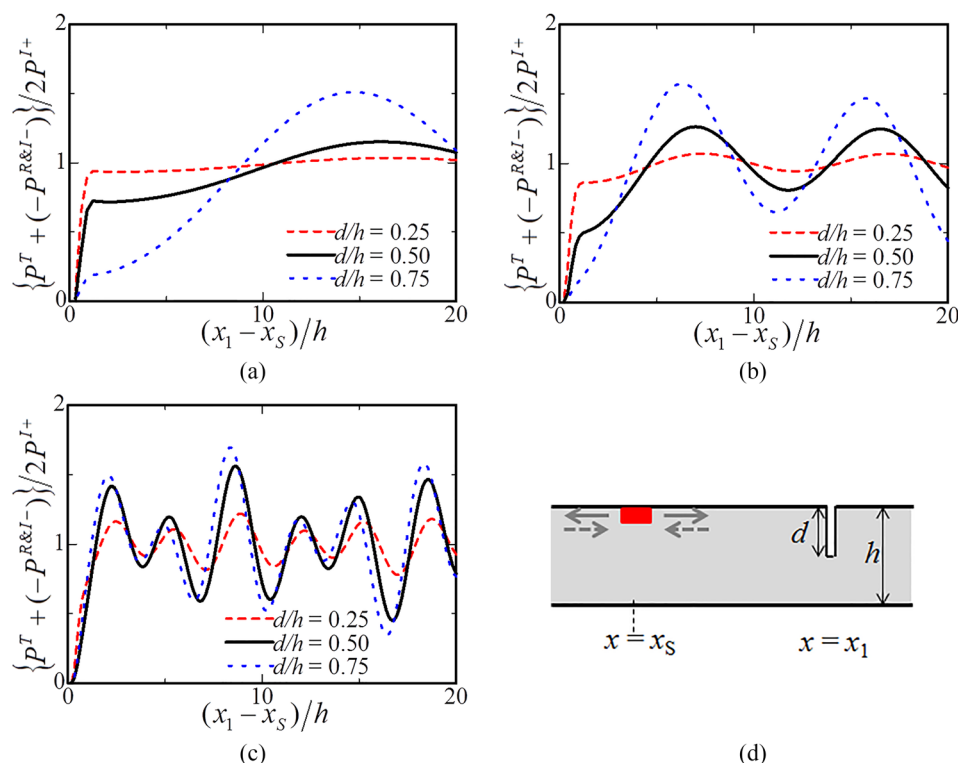 2
1
0
0
10
20
{P^T + (−P^{R&I−})}/2P^{I+}
d/h = 0.25
d/h = 0.50
d/h = 0.75
(x_1 − x_S)/h
(a)
2
1
0
0
10
20
{P^T + (−P^{R&I−})}/2P^{I+}
d/h = 0.25
d/h = 0.50
d/h = 0.75
(x_1 − x_S)/h
(b)
2
1
0
0
10
20
{P^T + (−P^{R&I−})}/2P^{I+}
d/h = 0.25
d/h = 0.50
d/h = 0.75
(x_1 − x_S)/h
(c)
d
h
x = x_S
x = x_1
(d)